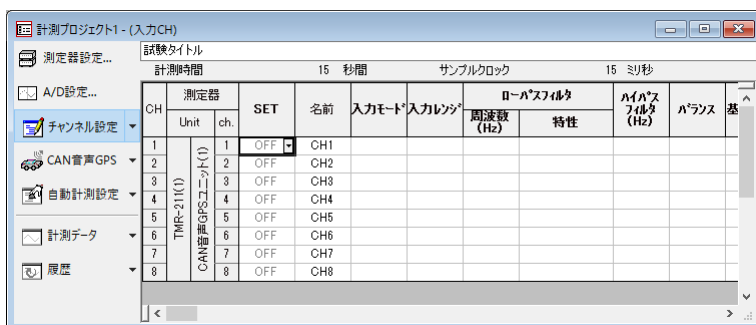 計測プロジェクト1 - (入力CH)
測定器設定...
A/D設定...
チャンネル設定
CAN音声GPS
自動計測設定
計測データ
履歴
試験タイトル
計測時間 15 秒間 サンプルクロック 15 ミリ秒
CH 測定器 SET 名前 入力モード 入力レンジ ローパスフィルタ ハイパスフィルタ(Hz) バランス 基
Unit ch. 周波数(Hz) 特性
TMR-211(1)
CAN音声GPSユニット(1)
1 1 OFF CH1
2 2 OFF CH2
3 3 OFF CH3
4 4 OFF CH4
5 5 OFF CH5
6 6 OFF CH6
7 7 OFF CH7
8 8 OFF CH8